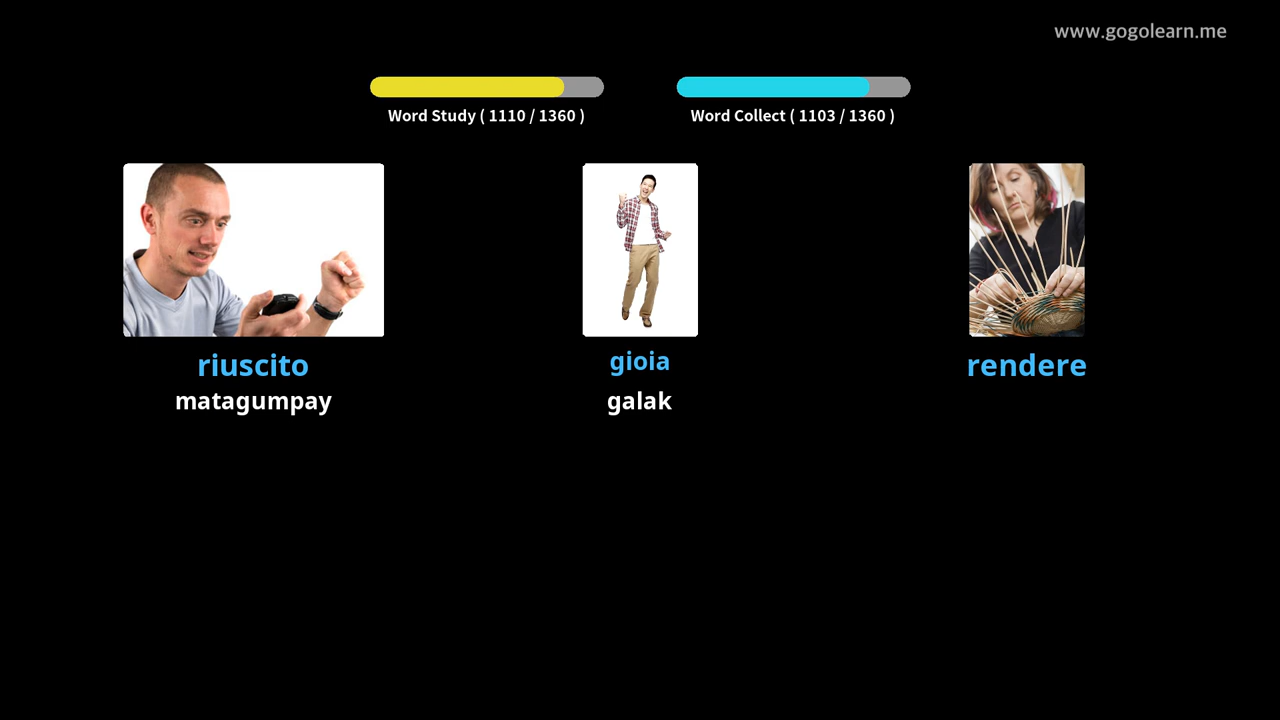 www.gogolearn.me
Word Study ( 1110 / 1360 )
Word Collect ( 1103 / 1360 )
riuscito
matagumpay
gioia
galak
rendere